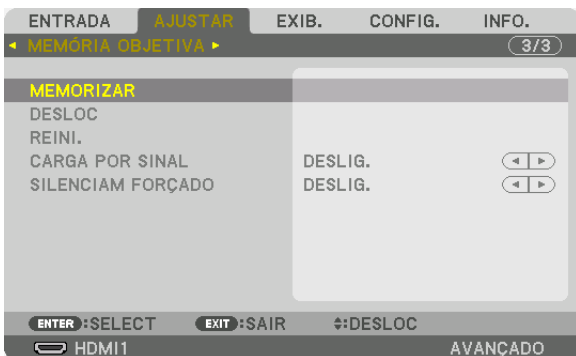 ENTRADA AJUSTAR EXIB. CONFIG. INFO.
MEMÓRIA OBJETIVA 3/3
MEMORIZAR
DESLOC
REINI.
CARGA POR SINAL DESLIG.
SILENCIAM FORÇADO DESLIG.
ENTER :SELECT EXIT :SAIR :DESLOC
HDMI1 AVANÇADO